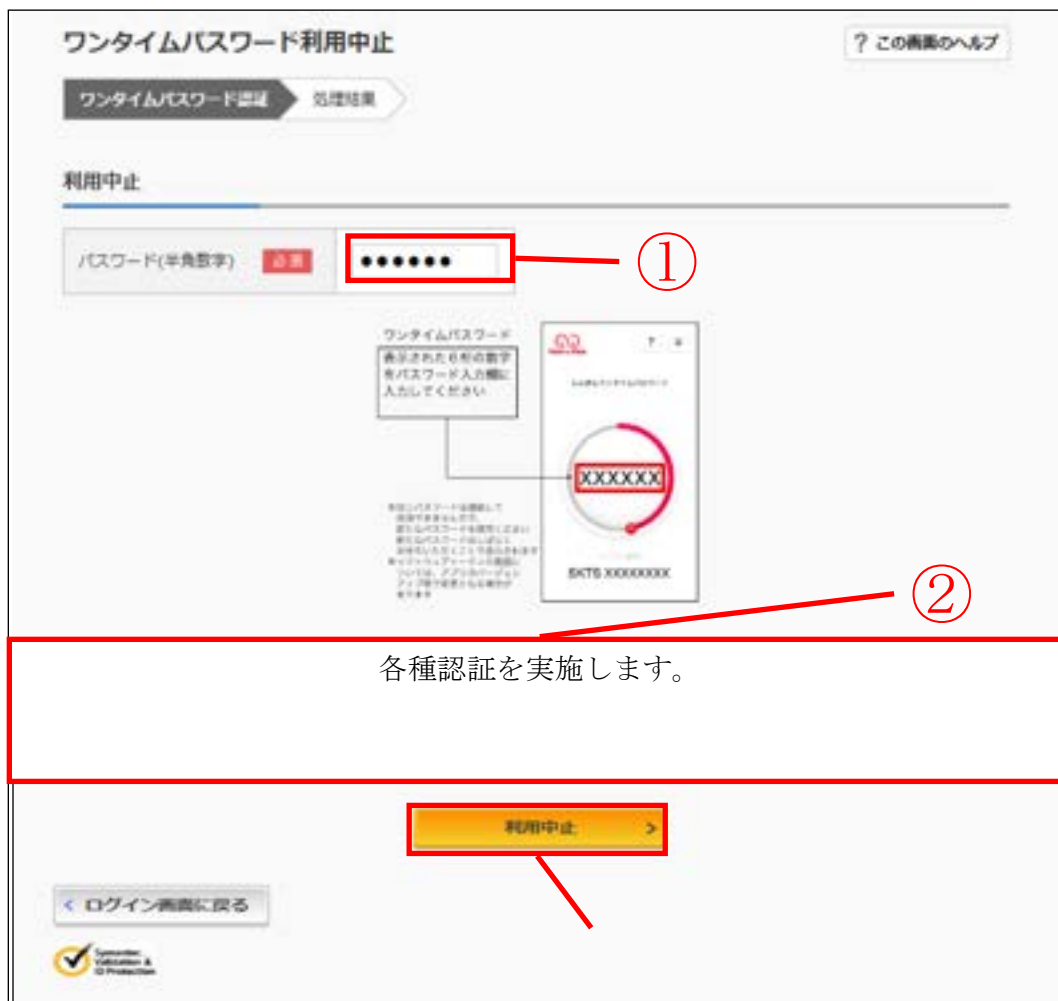 ワンタイムパスワード利用中止
? この画面のヘルプ
ワンタイムパスワード認証
処理結果
利用中止
パスワード(半角数字) 必須 ●●●●●●
①
ワンタイムパスワード
表示された6桁の数字
をパスワード入力欄に
入力してください
? ≡
XXXXXX
SKTS XXXXXXXX
②
各種認証を実施します。
利用中止 >
< ログイン画面に戻る
Symantec
Validation &
ID Protection